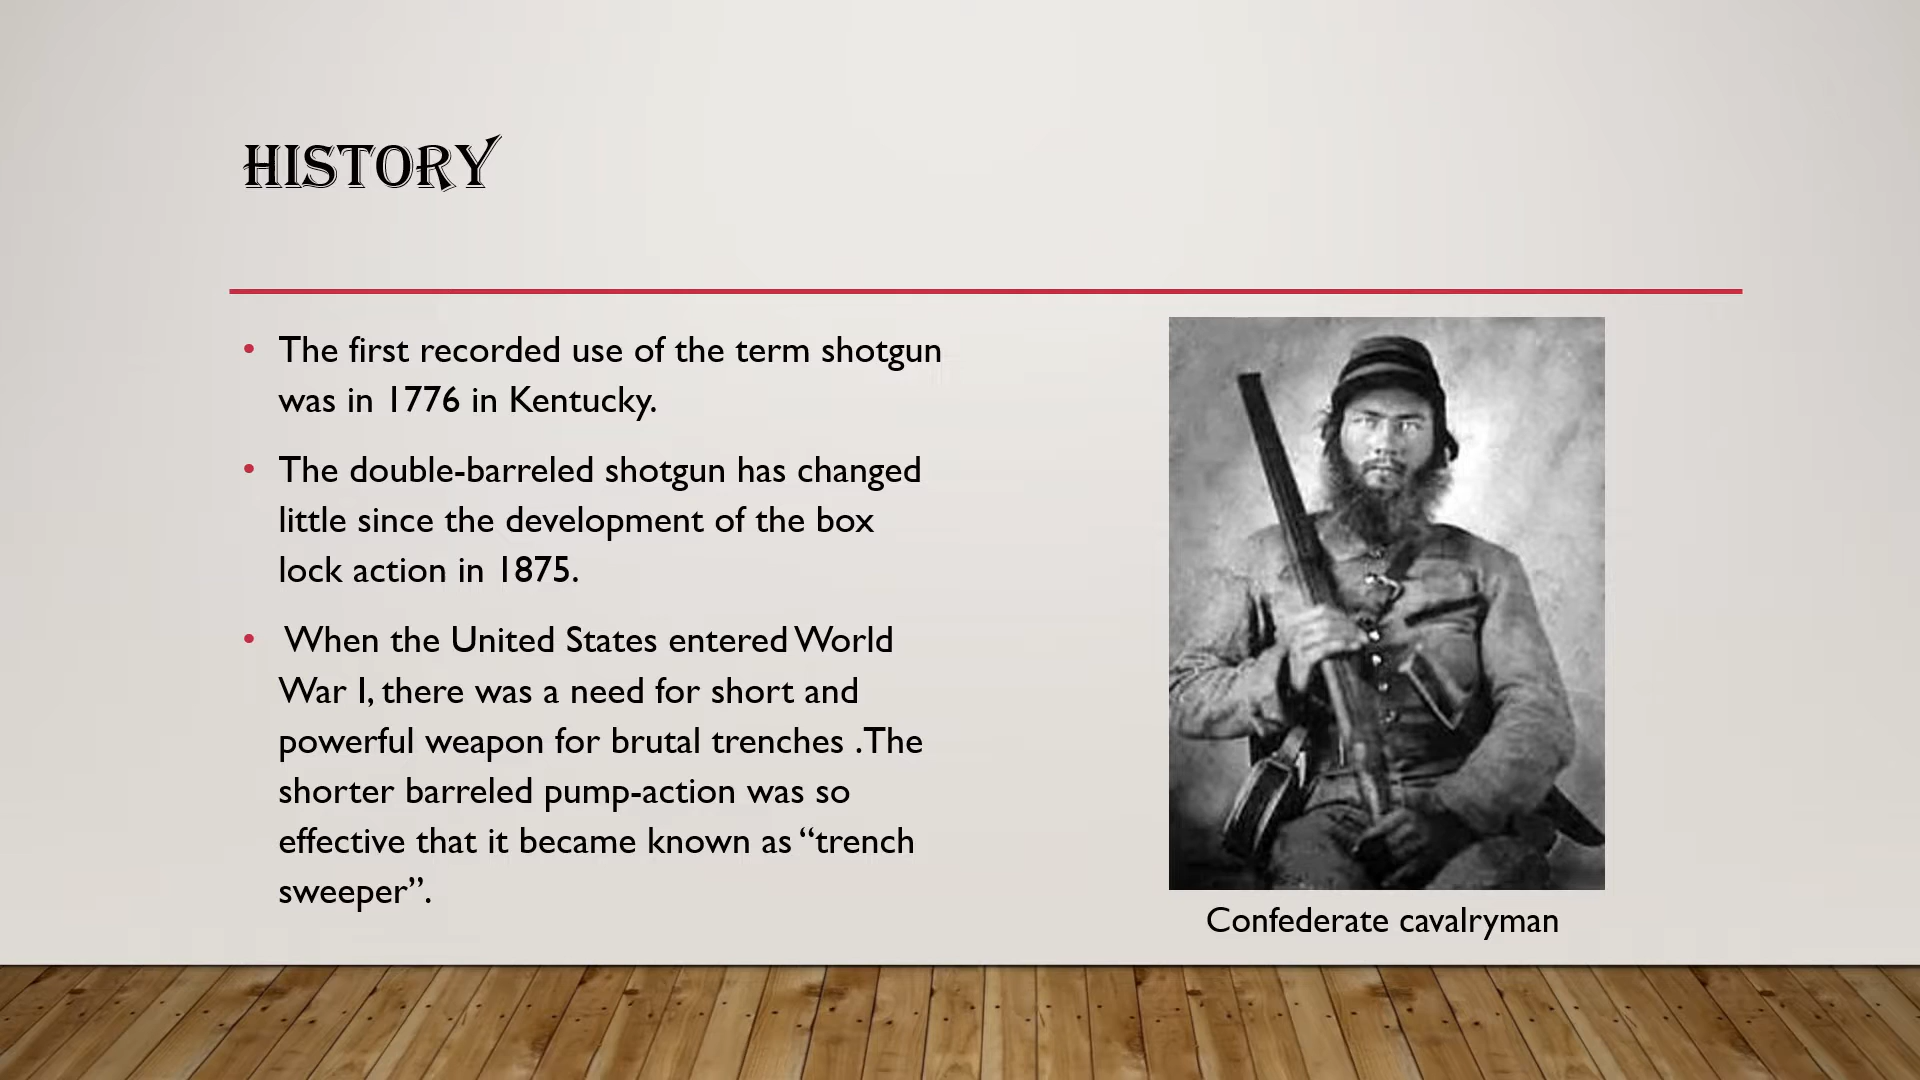 HISTORY
• The first recorded use of the term shotgun
was in 1776 in Kentucky.
• The double-barreled shotgun has changed
little since the development of the box
lock action in 1875.
• When the United States entered World
War I, there was a need for short and
powerful weapon for brutal trenches .The
shorter barreled pump-action was so
effective that it became known as “trench
sweeper”.
Confederate cavalryman